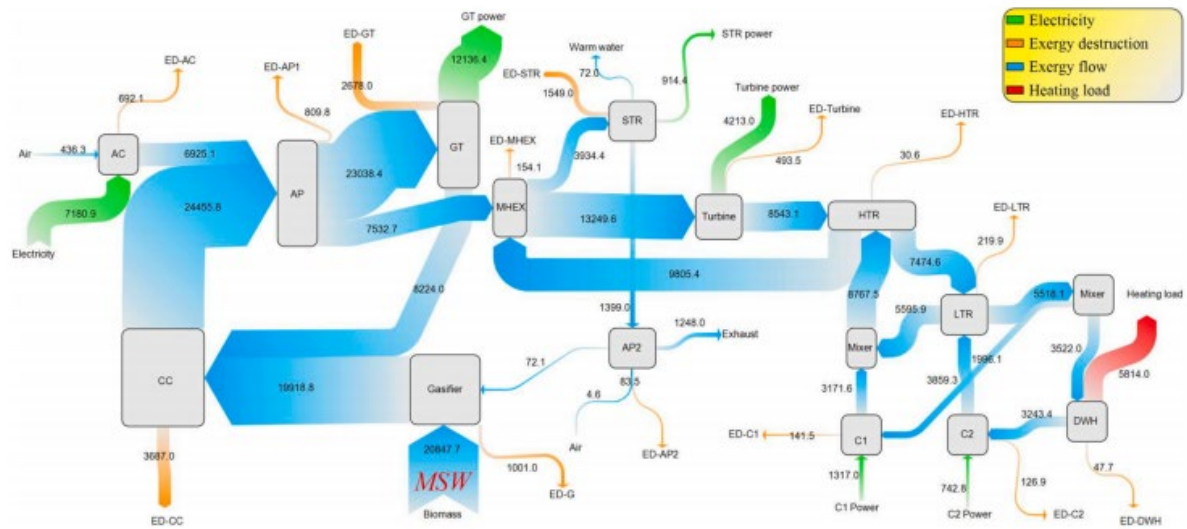 GT power
Electricity
Exergy destruction
Exergy flow
Heating load
ED-GT
12136.4
STR power
ED-AC
Warm water
ED-AP1
2678.0
ED-STR
72.0
914.4
Turbine power
692.1
809.8
1549.0
ED-Turbine
ED-HTR
STR
4213.0
Air
436.3
AC
6925.1
GT
ED-MHEX
154.1
3934.4
493.5
30.6
23038.4
ED-LTR
7180.9
24455.8
AP
MHEX
13249.6
Turbine
8543.1
HTR
7532.7
219.9
Electricity
7474.6
8224.0
9805.4
8767.5
5518.1
Mixer
Heating load
1399.0
5595.9
LTR
1248.0
Exhaust
CC
AP2
Mixer
3522.0
72.1
1996.1
19918.8
Gasifier
83.5
3859.3
5814.0
4.6
3171.6
3243.4
DWH
Air
ED-C1
141.5
C1
C2
3687.0
20847.7
ED-AP2
MSW
1001.0
1317.0
742.8
126.9
47.7
ED-G
ED-CC
Biomass
C1 Power
C2 Power
ED-C2
ED-DWH